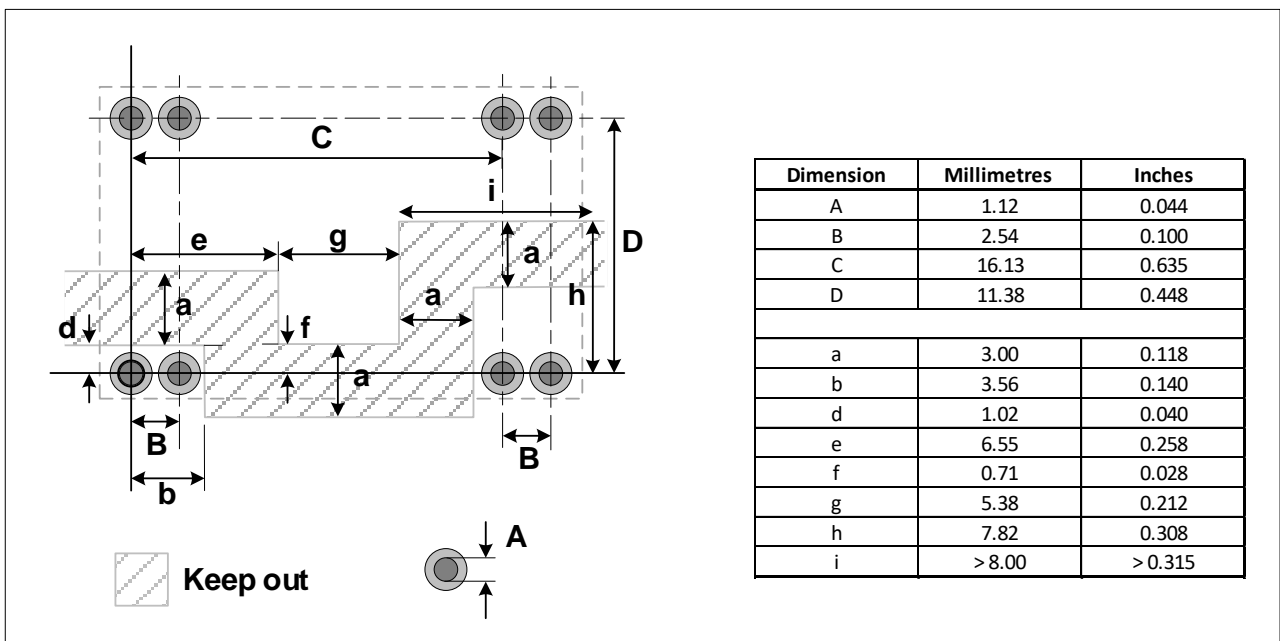 C
i
e
g
D
a
a
h
a
d
f
a
B
B
b
A
Keep out
Dimension Millimetres Inches
A 1.12 0.044
B 2.54 0.100
C 16.13 0.635
D 11.38 0.448
a 3.00 0.118
b 3.56 0.140
d 1.02 0.040
e 6.55 0.258
f 0.71 0.028
g 5.38 0.212
h 7.82 0.308
i > 8.00 > 0.315